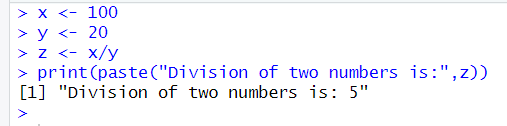 > x <- 100
> y <- 20
> z <- x/y
> print(paste("Division of two numbers is:",z))
[1] "Division of two numbers is: 5"
>